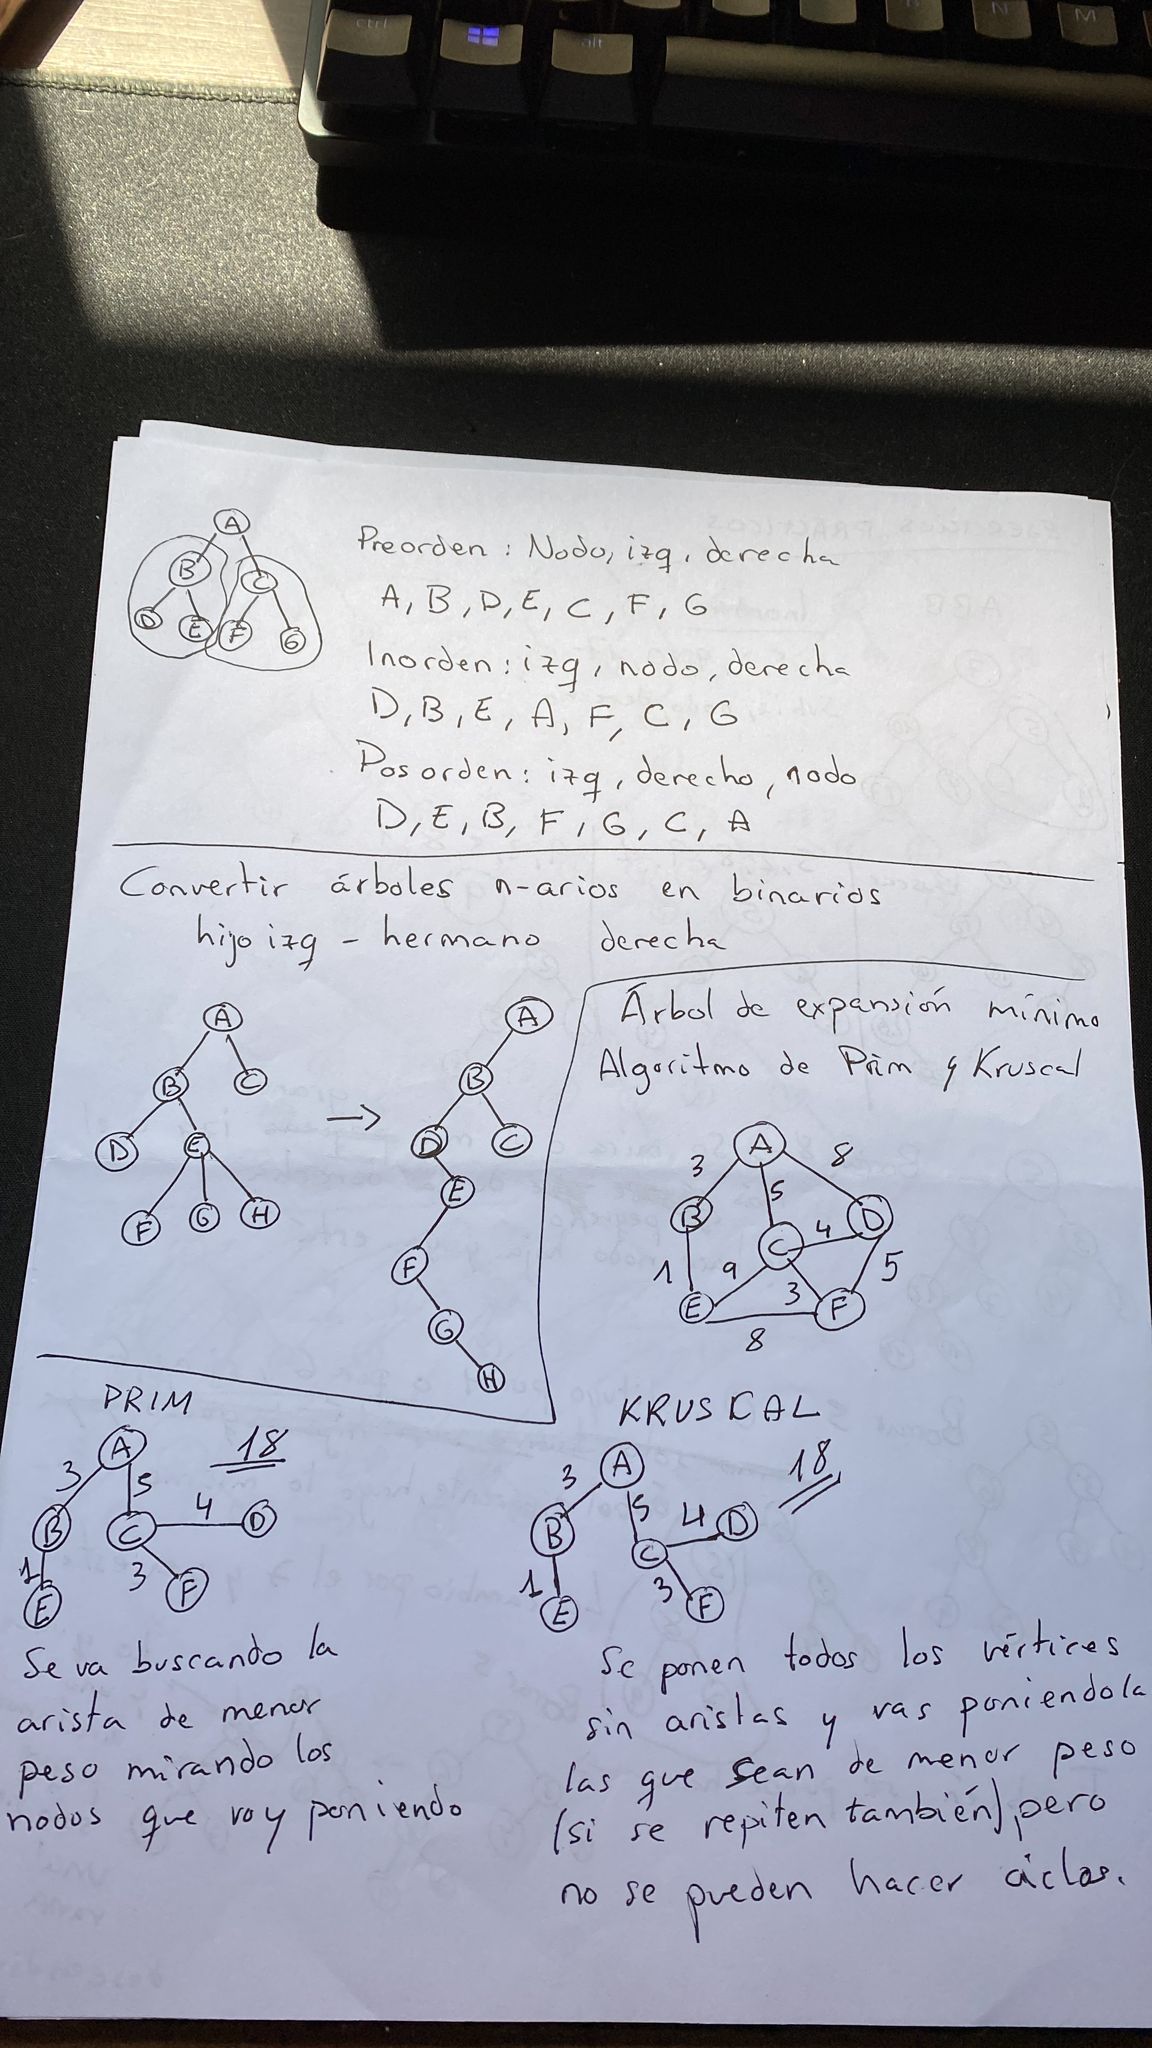 ctrl
alt
B
N
M
A
B
C
D
E
F
G
Preorden: Nodo, izq, derecha
A, B, D, E, C, F, G
Inorden: izq, nodo, derecha
D, B, E, A, F, C, G
Posorden: izq, derecho, nodo
D, E, B, F, G, C, A
Convertir árboles n-arios en binarios
hijo izq - hermano derecha
A
B
C
D
E
F
G
H
→
A
B
D
C
E
F
G
H
Árbol de expansión mínimo
Algoritmo de Prim y Kruscal
A
3
8
B
5
D
C
4
1
9
5
E
3
F
8
PRIM
A
18
3
5
B
C
4
D
1
3
E
F
Se va buscando la
arista de menor
peso mirando los
nodos que voy poniendo
KRUSCAL
A
18
3
5
4
D
B
C
1
3
E
F
Se ponen todos los vértices
sin aristas y vas poniendola
las que sean de menor peso
(si se repiten también), pero
no se pueden hacer ciclos.